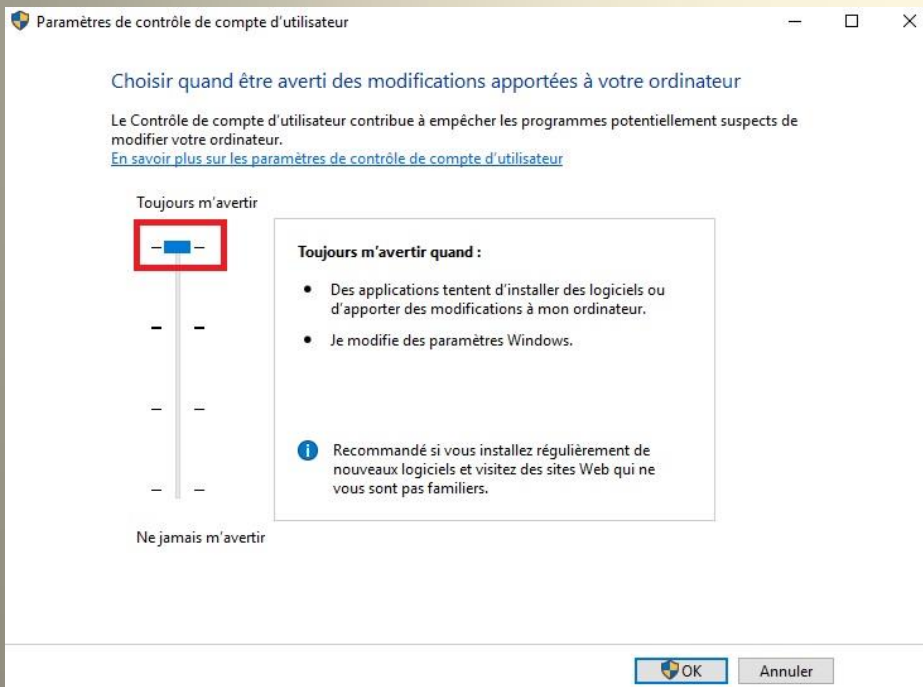 Paramètres de contrôle de compte d'utilisateur
Choisir quand être averti des modifications apportées à votre ordinateur
Le Contrôle de compte d'utilisateur contribue à empêcher les programmes potentiellement suspects de
modifier votre ordinateur.
En savoir plus sur les paramètres de contrôle de compte d'utilisateur
Toujours m'avertir
Toujours m'avertir quand :
• Des applications tentent d'installer des logiciels ou
d'apporter des modifications à mon ordinateur.
• Je modifie des paramètres Windows.
Recommandé si vous installez régulièrement de
nouveaux logiciels et visitez des sites Web qui ne
vous sont pas familiers.
Ne jamais m'avertir
OK Annuler